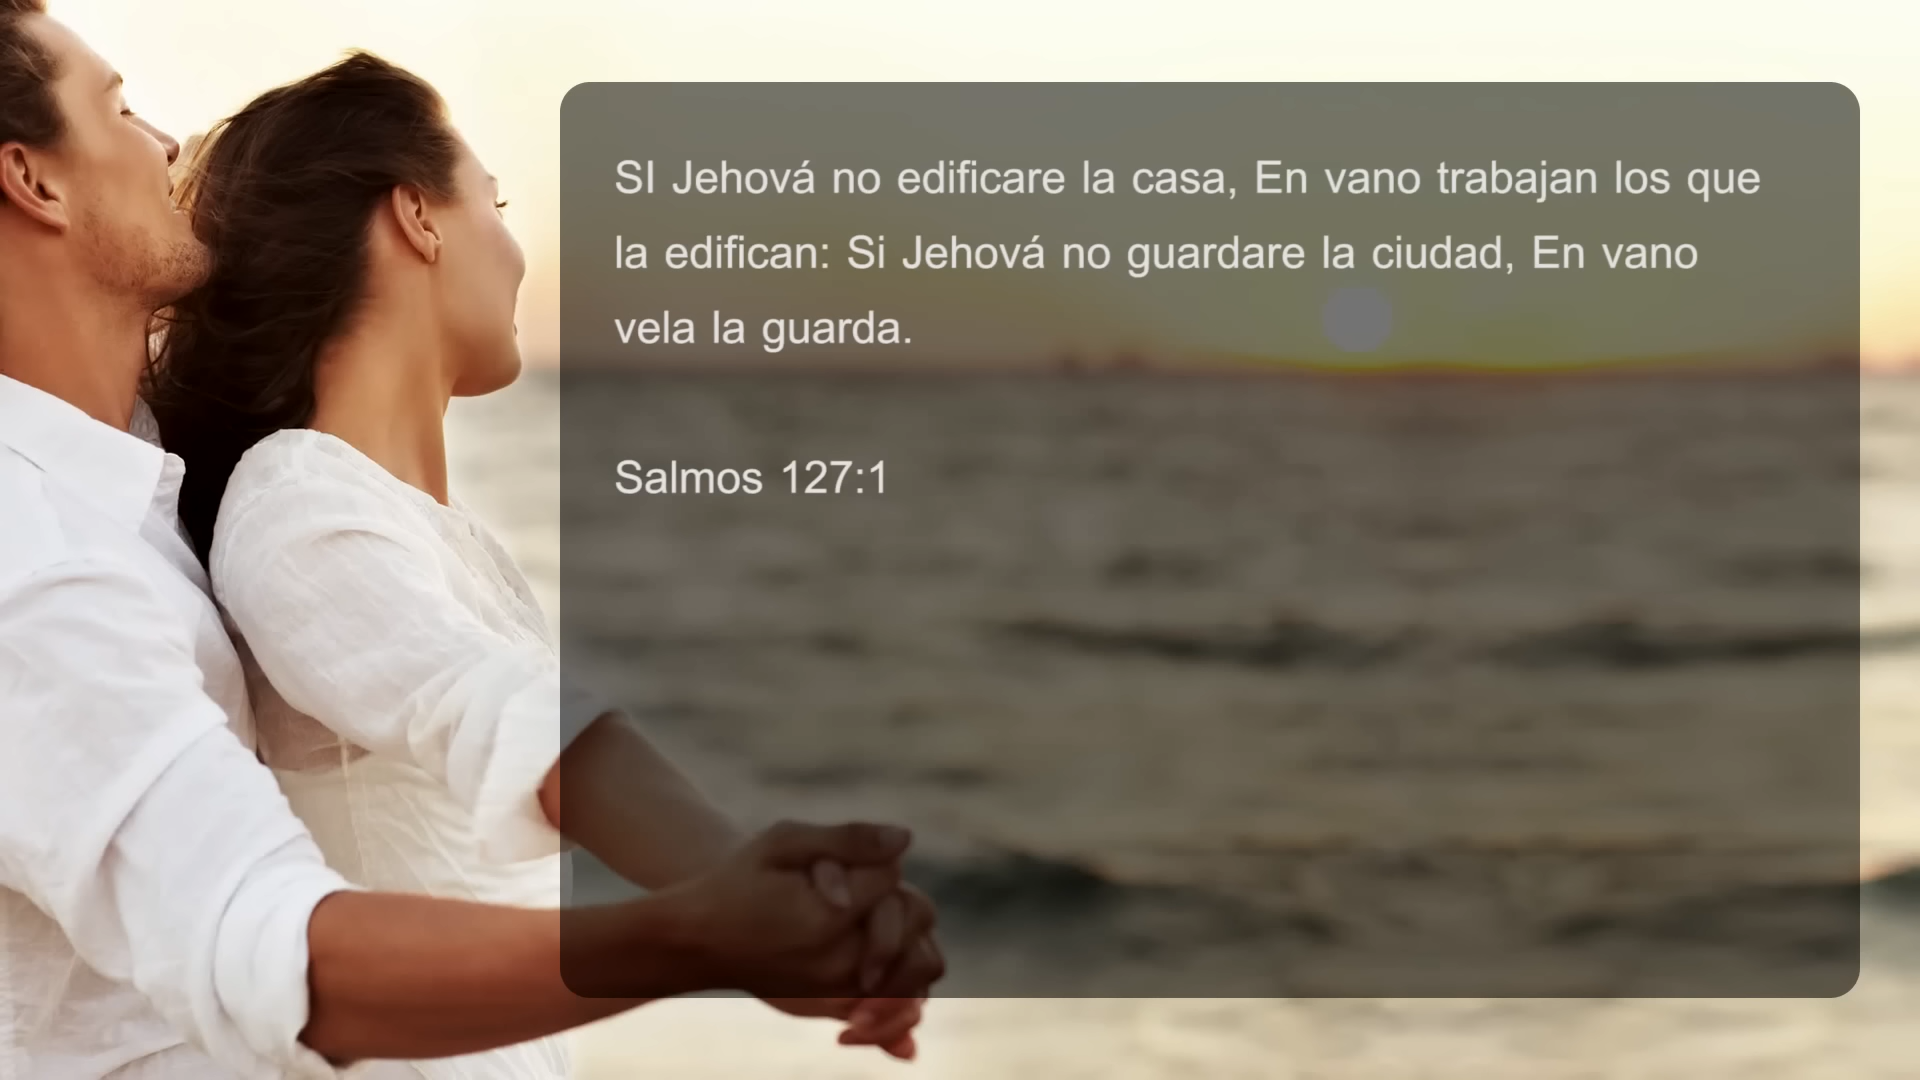 SI Jehová no edificare la casa, En vano trabajan los que
la edifican: Si Jehová no guardare la ciudad, En vano
vela la guarda.
Salmos 127:1